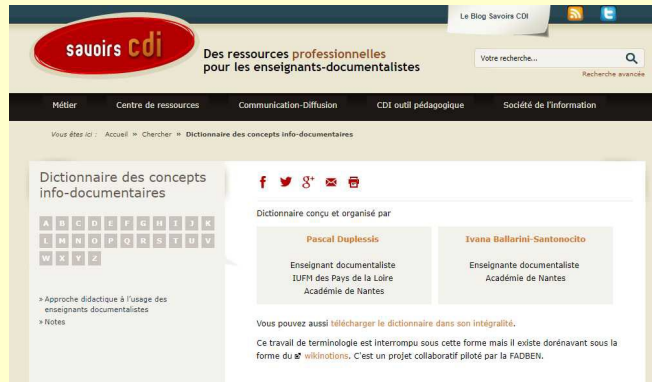 Le Blog Savoirs CDI
savoirs cdi
Des ressources professionnelles
pour les enseignants-documentalistes
Votre recherche...
Recherche avancée
Métier Centre de ressources Communication-Diffusion CDI outil pédagogique Société de l'information
Vous êtes ici : Accueil » Chercher » Dictionnaire des concepts info-documentaires
Dictionnaire des concepts
info-documentaires
A B C D E F G H I J K
L M N O P Q R S T U V
W X Y Z
» Approche didactique à l'usage des
enseignants documentalistes
» Notes
Dictionnaire conçu et organisé par
Pascal Duplessis
Enseignant documentaliste
IUFM des Pays de la Loire
Académie de Nantes
Ivana Ballarini-Santonocito
Enseignante documentaliste
Académie de Nantes
Vous pouvez aussi télécharger le dictionnaire dans son intégralité.
Ce travail de terminologie est interrompu sous cette forme mais il existe dorénavant sous la
forme du wikinotions. C'est un projet collaboratif piloté par la FADBEN.